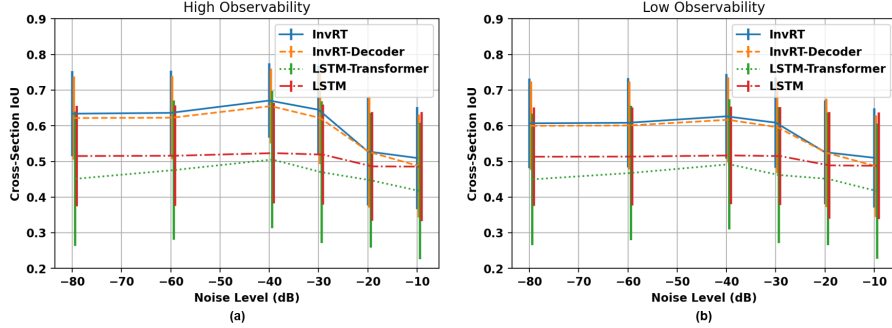 High Observability
0.9
0.8
0.7
0.6
0.5
0.4
0.3
0.2
Cross-Section IoU
InvRT
InvRT-Decoder
LSTM-Transformer
LSTM
−80 −70 −60 −50 −40 −30 −20 −10
Noise Level (dB)
(a)
Low Observability
0.9
0.8
0.7
0.6
0.5
0.4
0.3
0.2
Cross-Section IoU
InvRT
InvRT-Decoder
LSTM-Transformer
LSTM
−80 −70 −60 −50 −40 −30 −20 −10
Noise Level (dB)
(b)